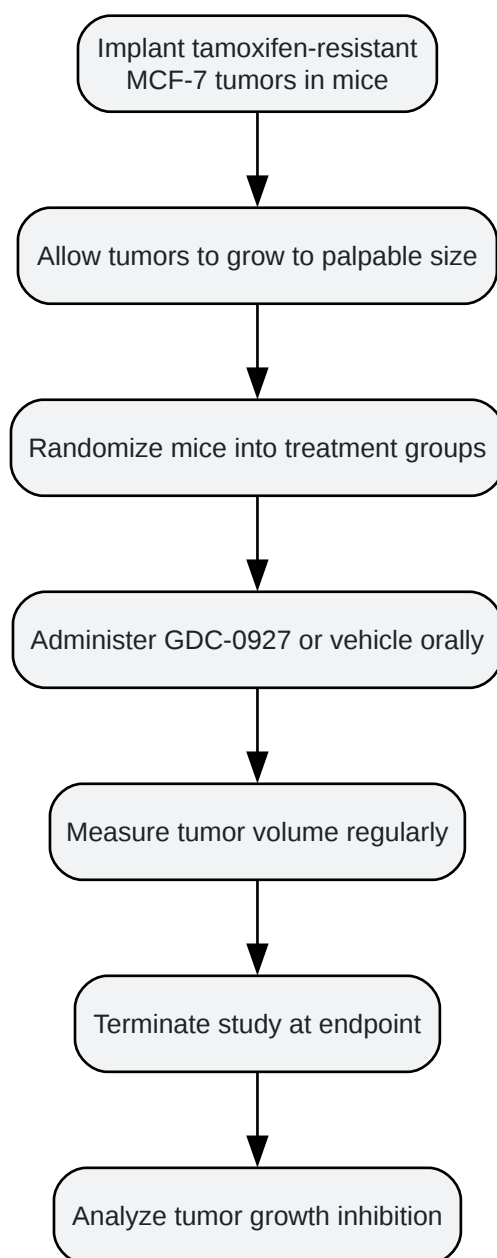 Implant tamoxifen-resistant
MCF-7 tumors in mice
Allow tumors to grow to palpable size
Randomize mice into treatment groups
Administer GDC-0927 or vehicle orally
Measure tumor volume regularly
Terminate study at endpoint
Analyze tumor growth inhibition